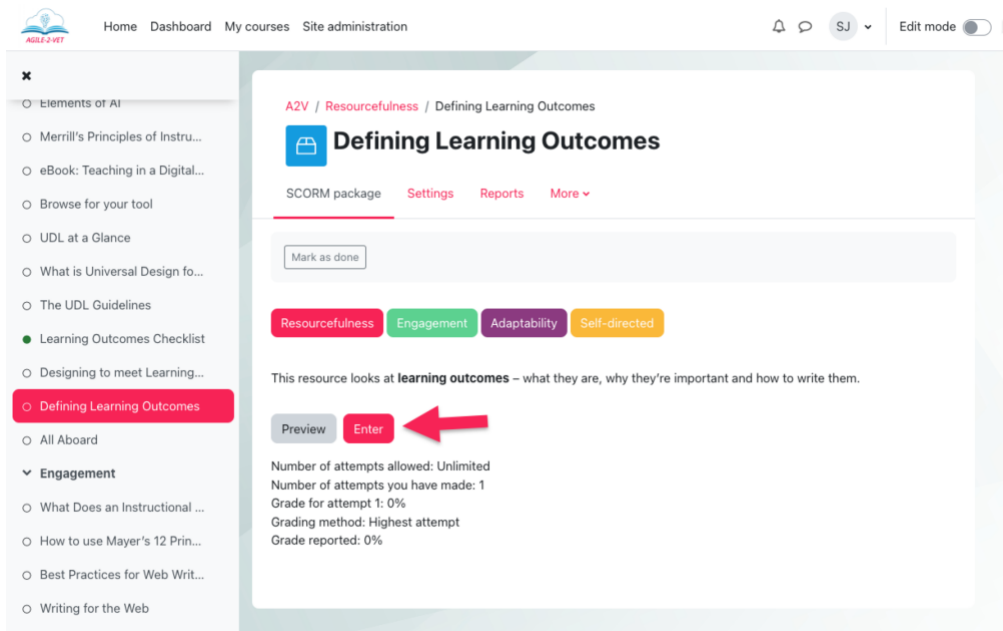 AGILE-2-VET
Home Dashboard My courses Site administration
SJ
Edit mode
Elements of AI
Merrill's Principles of Instru...
eBook: Teaching in a Digital...
Browse for your tool
UDL at a Glance
What is Universal Design fo...
The UDL Guidelines
Learning Outcomes Checklist
Designing to meet Learning...
Defining Learning Outcomes
All Aboard
Engagement
What Does an Instructional ...
How to use Mayer's 12 Prin...
Best Practices for Web Writ...
Writing for the Web
A2V / Resourcefulness / Defining Learning Outcomes
Defining Learning Outcomes
SCORM package Settings Reports More
Mark as done
Resourcefulness Engagement Adaptability Self-directed
This resource looks at learning outcomes – what they are, why they're important and how to write them.
Preview Enter
Number of attempts allowed: Unlimited
Number of attempts you have made: 1
Grade for attempt 1: 0%
Grading method: Highest attempt
Grade reported: 0%